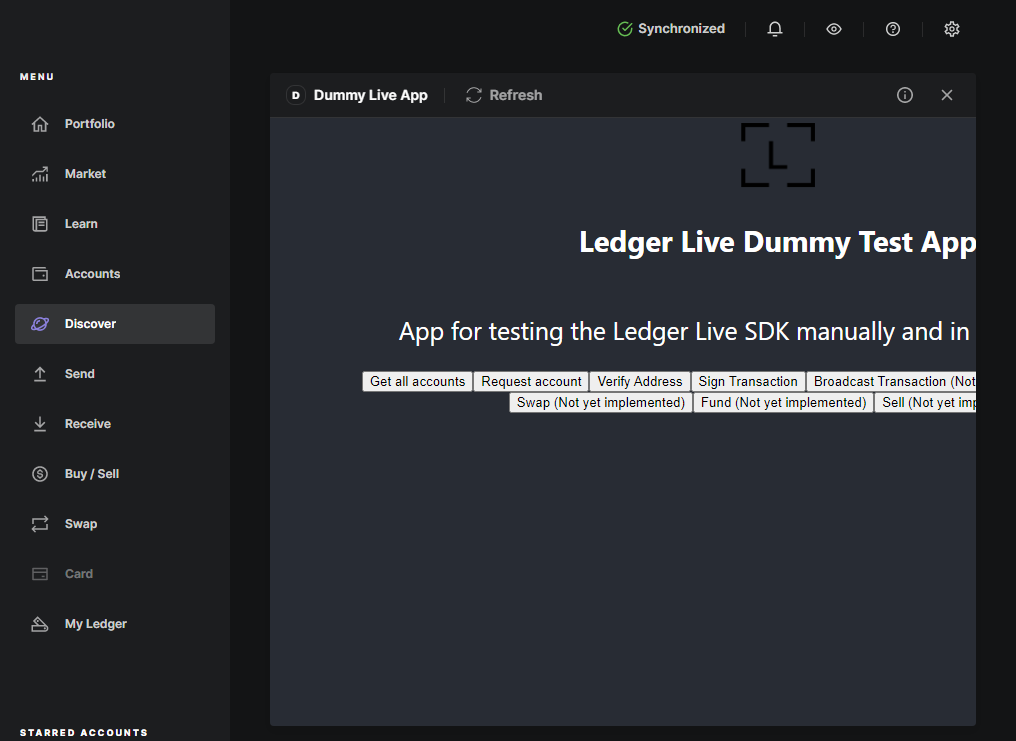 Synchronized
MENU
Portfolio
Market
Learn
Accounts
Discover
Send
Receive
Buy / Sell
Swap
Card
My Ledger
STARRED ACCOUNTS
D Dummy Live App Refresh
L
Ledger Live Dummy Test App
App for testing the Ledger Live SDK manually and in
Get all accounts Request account Verify Address Sign Transaction Broadcast Transaction (Not
Swap (Not yet implemented) Fund (Not yet implemented) Sell (Not yet